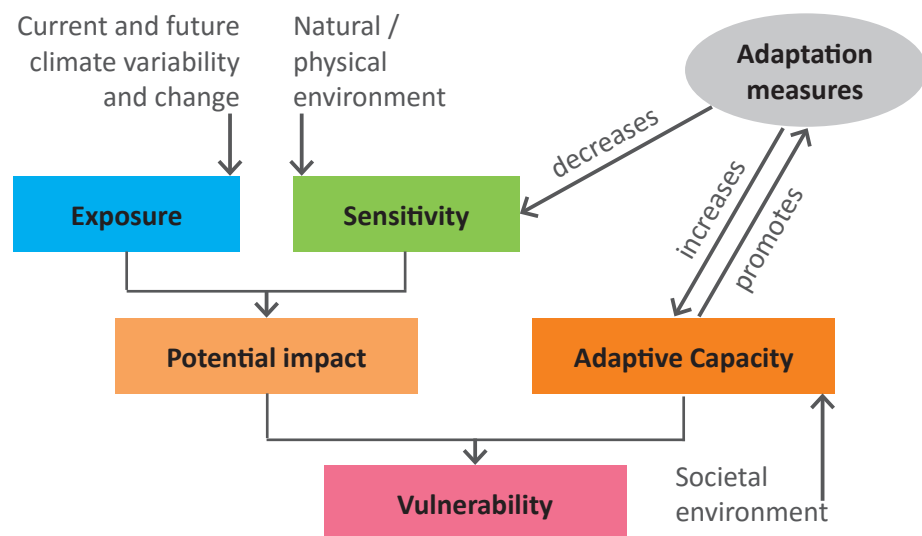 Current and future
climate variability
and change
Natural /
physical
environment
Adaptation
measures
decreases
increases
promotes
Exposure
Sensitivity
Potential impact
Adaptive Capacity
Vulnerability
Societal
environment